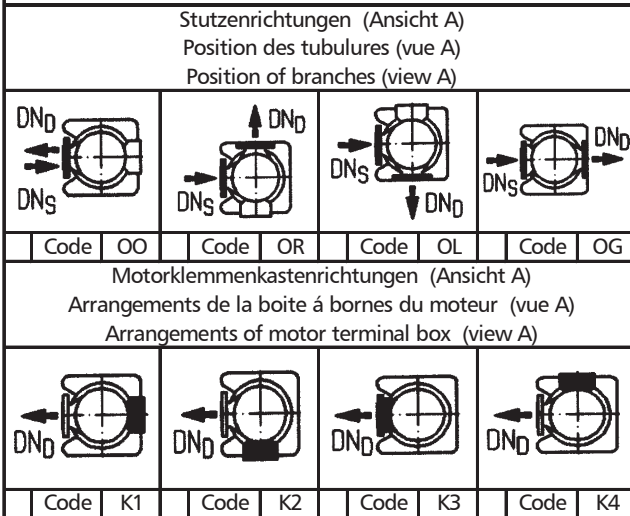 Stutzenrichtungen (Ansicht A)
Position des tubulures (vue A)
Position of branches (view A)
DND
DNS
DND
DNS
DNS
DND
DND
DNS
Code OO Code OR Code OL Code OG
Motorklemmenkastenrichtungen (Ansicht A)
Arrangements de la boite á bornes du moteur (vue A)
Arrangements of motor terminal box (view A)
DND DND DND DND
Code K1 Code K2 Code K3 Code K4